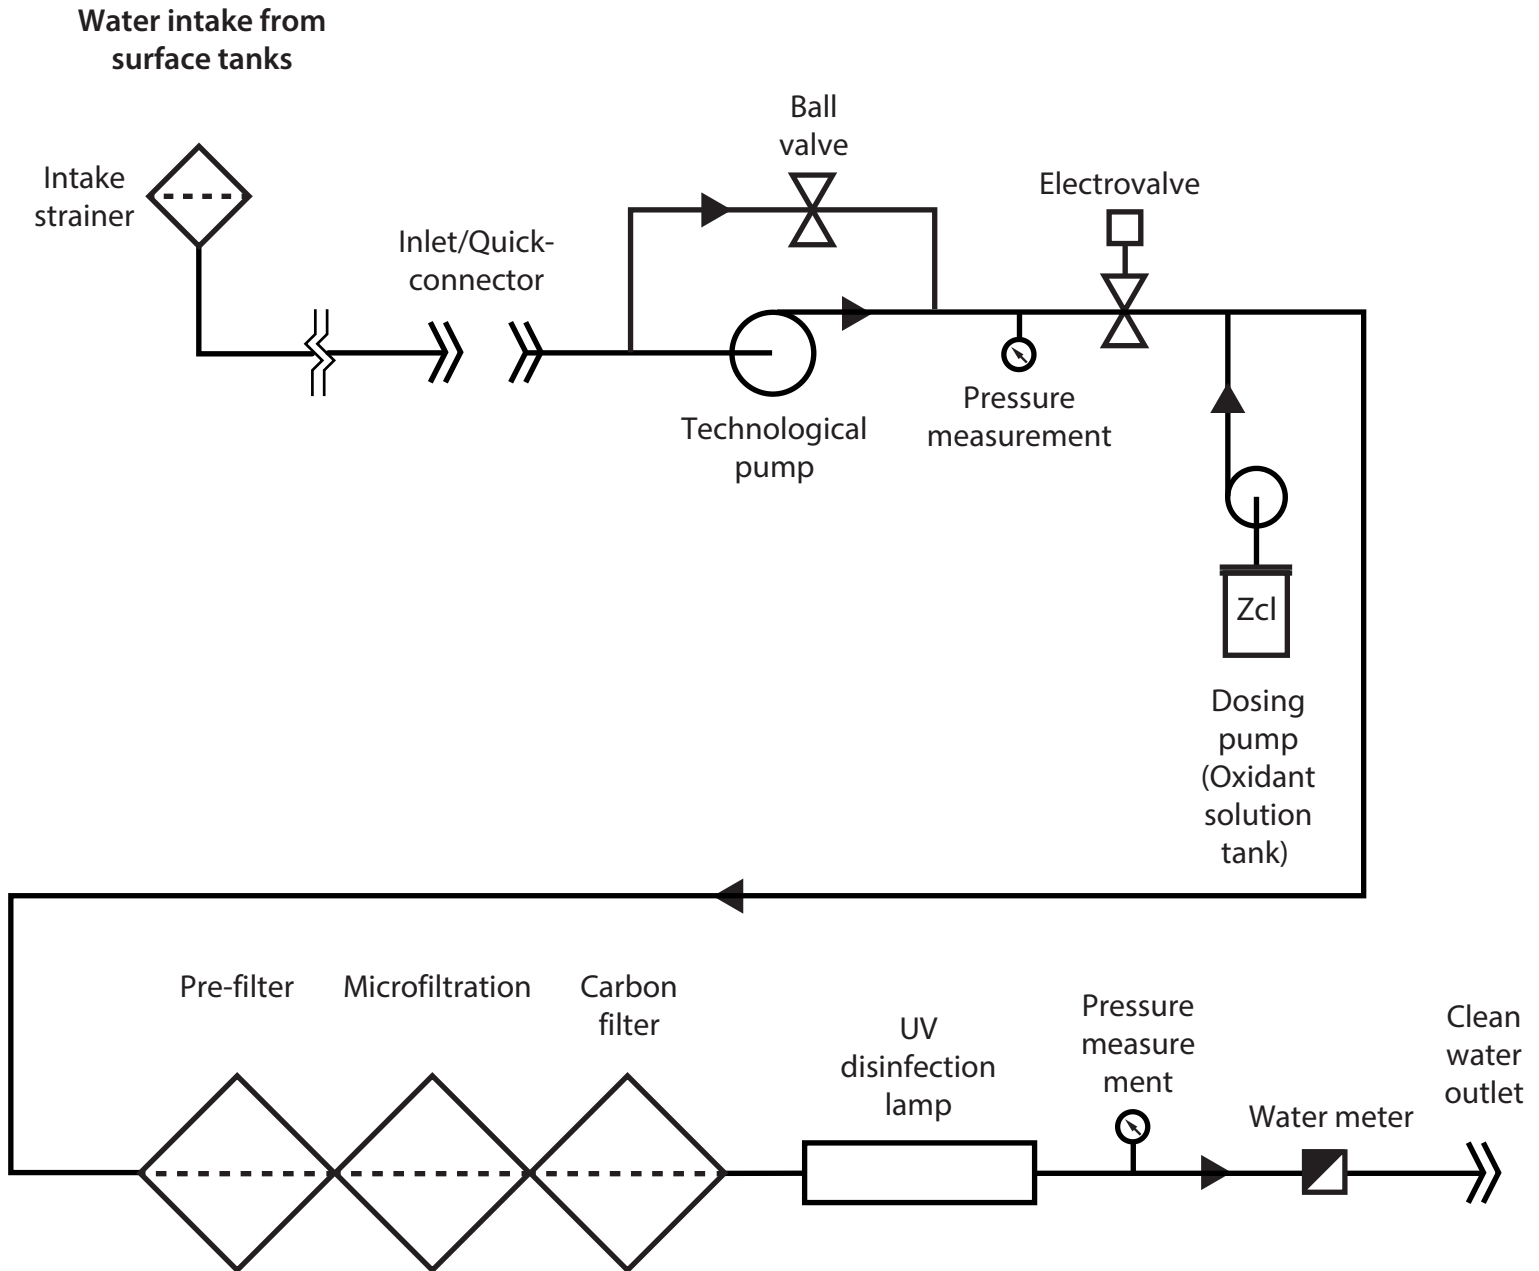 Water intake from
surface tanks
Intake
strainer
Inlet/Quick-
connector
Ball
valve
Electrovalve
Technological
pump
Pressure
measurement
Zcl
Dosing
pump
(Oxidant
solution
tank)
Pre-filter
Microfiltration
Carbon
filter
UV
disinfection
lamp
Pressure
measure
ment
Water meter
Clean
water
outlet